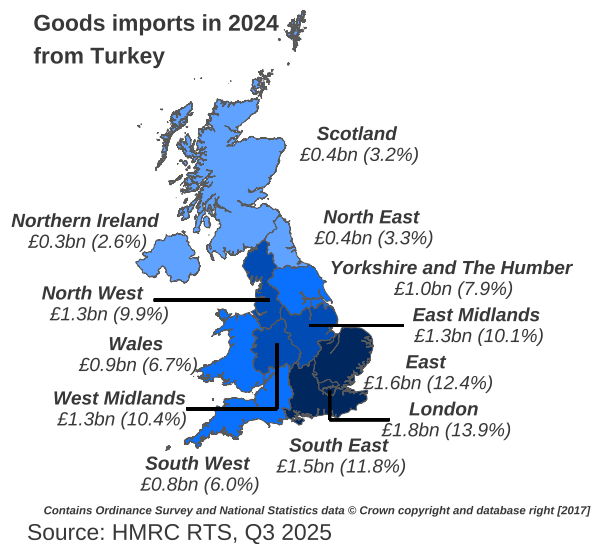 Goods imports in 2024
from Turkey
Scotland
£0.4bn (3.2%)
Northern Ireland
£0.3bn (2.6%)
North East
£0.4bn (3.3%)
Yorkshire and The Humber
£1.0bn (7.9%)
North West
£1.3bn (9.9%)
East Midlands
£1.3bn (10.1%)
Wales
£0.9bn (6.7%)
East
£1.6bn (12.4%)
West Midlands
£1.3bn (10.4%)
London
£1.8bn (13.9%)
South East
£1.5bn (11.8%)
South West
£0.8bn (6.0%)
Contains Ordinance Survey and National Statistics data © Crown copyright and database right [2017]
Source: HMRC RTS, Q3 2025